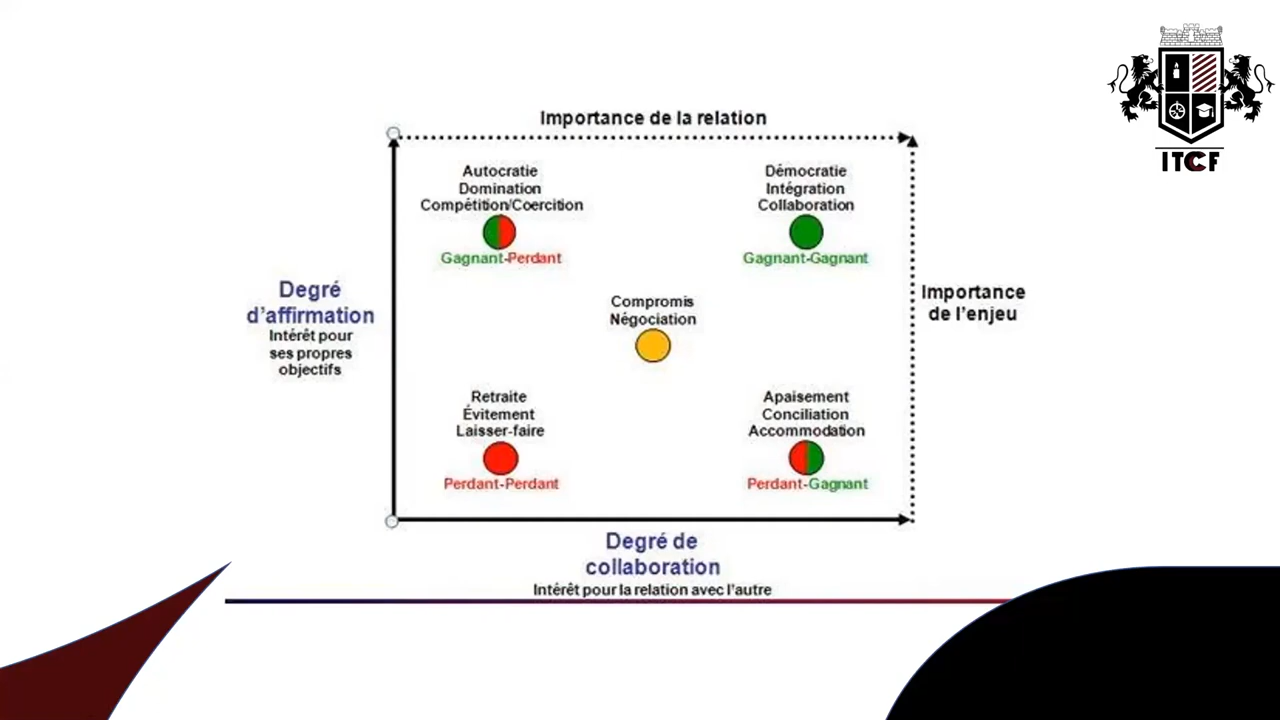 ITCF
Importance de la relation
Autocratie
Domination
Compétition/Coercition
Gagnant-Perdant
Démocratie
Intégration
Collaboration
Gagnant-Gagnant
Degré
d’affirmation
Intérêt pour
ses propres
objectifs
Compromis
Négociation
Importance
de l’enjeu
Retraite
Évitement
Laisser-faire
Perdant-Perdant
Apaisement
Conciliation
Accommodation
Perdant-Gagnant
Degré de
collaboration
Intérêt pour la relation avec l’autre